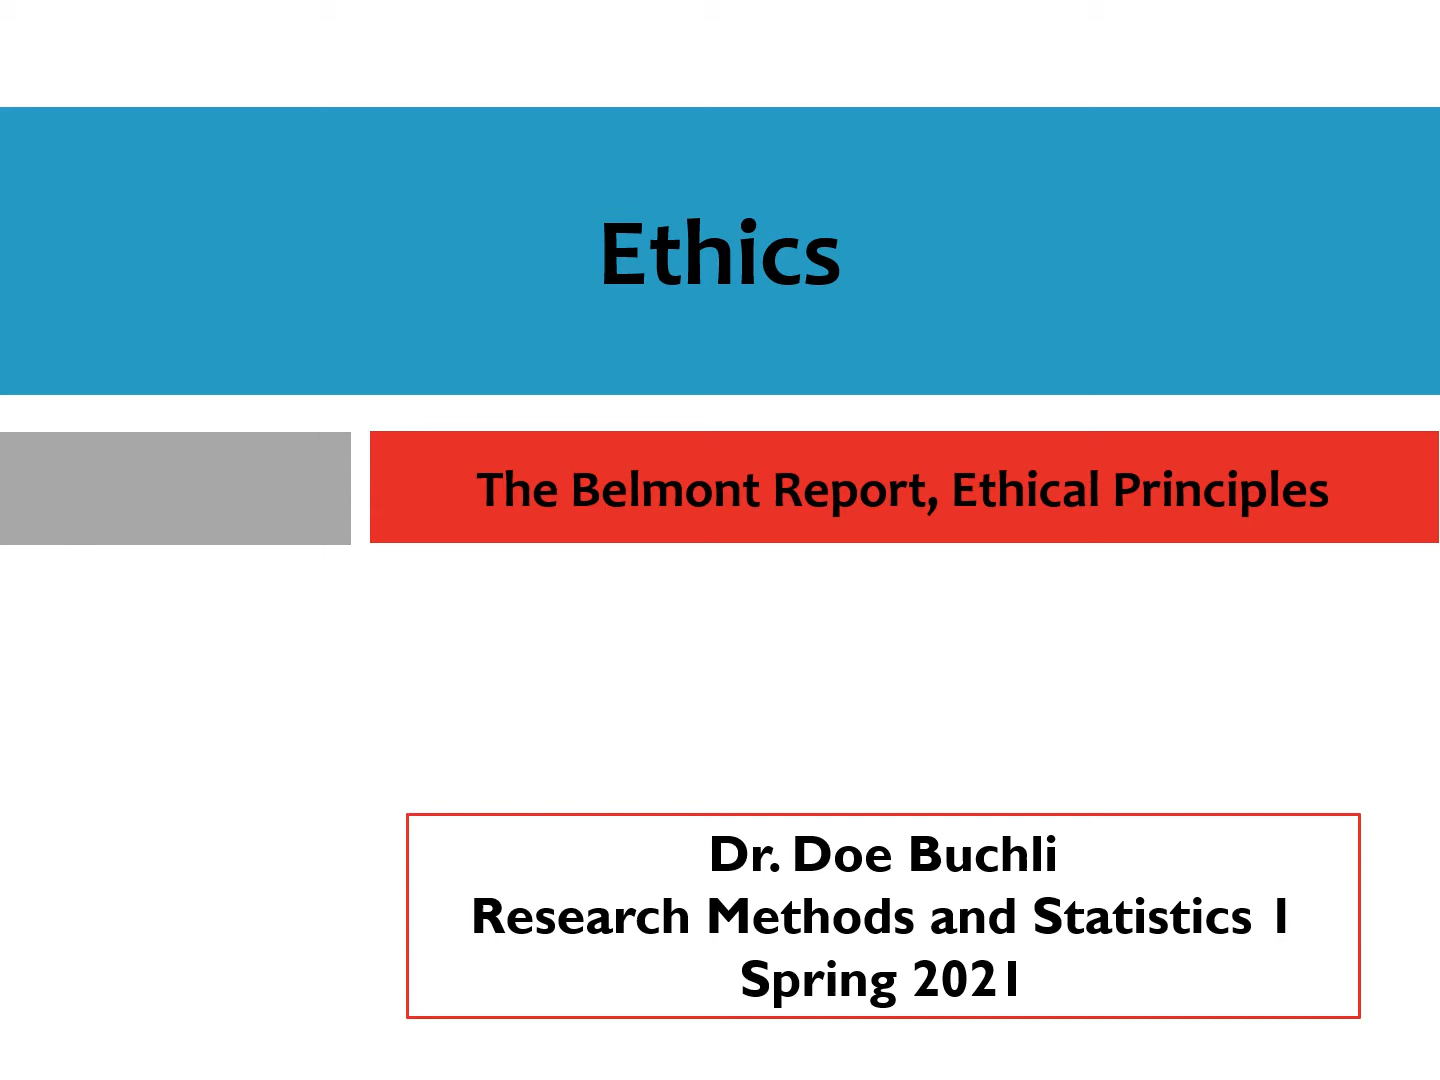 Ethics
The Belmont Report, Ethical Principles
Dr. Doe Buchli
Research Methods and Statistics 1
Spring 2021